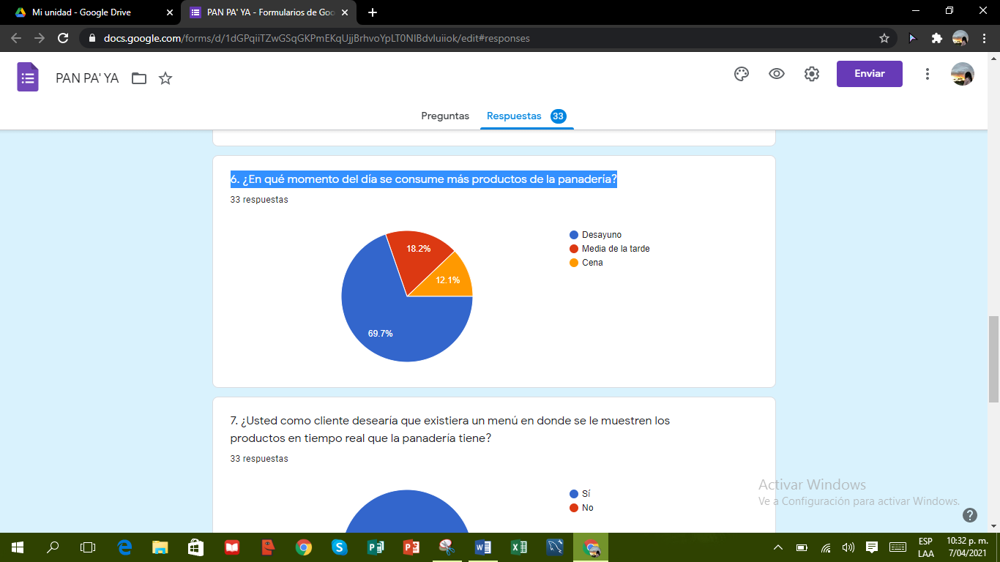 Mi unidad - Google Drive
PAN PA' YA - Formularios de Goo
docs.google.com/forms/d/1dGPqiiTZwGSqGKPmEKqUjjBrhvoYpLT0NIBdvluiiok/edit#responses
PAN PA' YA
Enviar
Preguntas
Respuestas 33
6. ¿En qué momento del día se consume más productos de la panadería?
33 respuestas
Desayuno
Media de la tarde
Cena
18.2%
12.1%
69.7%
7. ¿Usted como cliente desearía que existiera un menú en donde se le muestren los
productos en tiempo real que la panadería tiene?
33 respuestas
Sí
No
Activar Windows
Ve a Configuración para activar Windows.
ESP
LAA
10:32 p. m.
7/04/2021